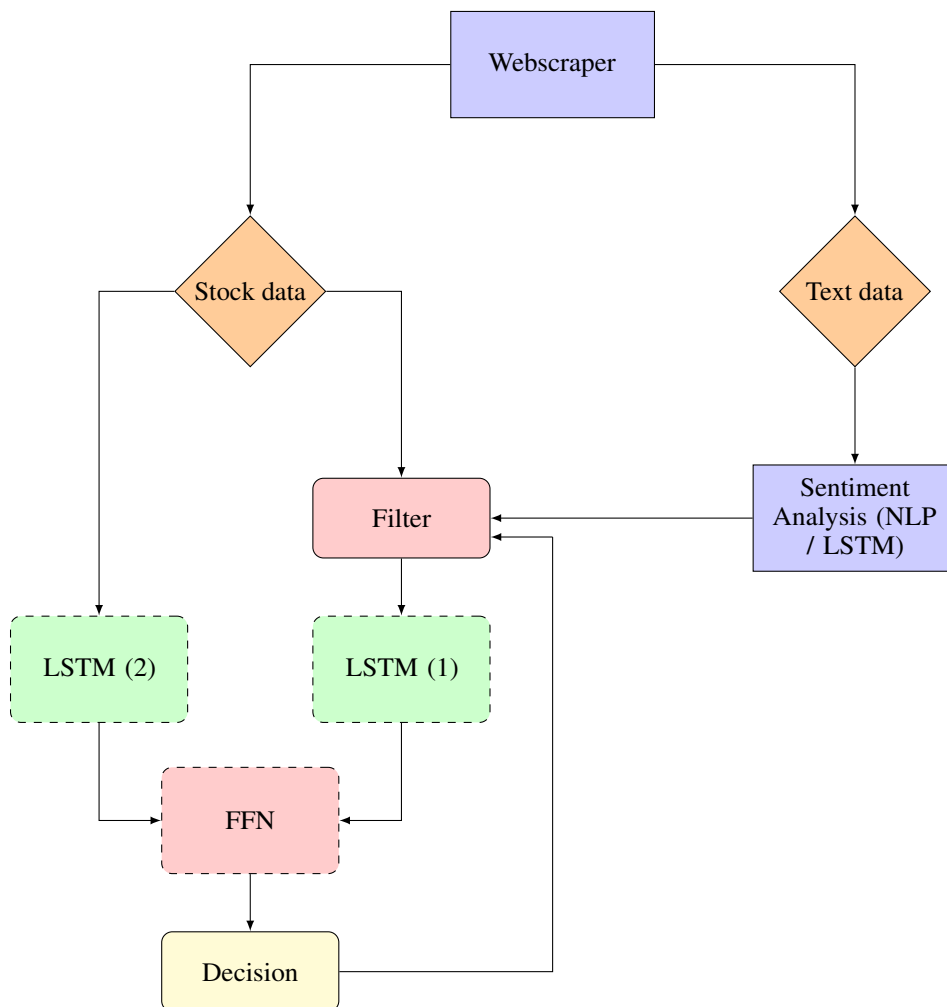 Webscraper
Stock data
Text data
Sentiment
Analysis (NLP
/ LSTM)
Filter
LSTM (2)
LSTM (1)
FFN
Decision